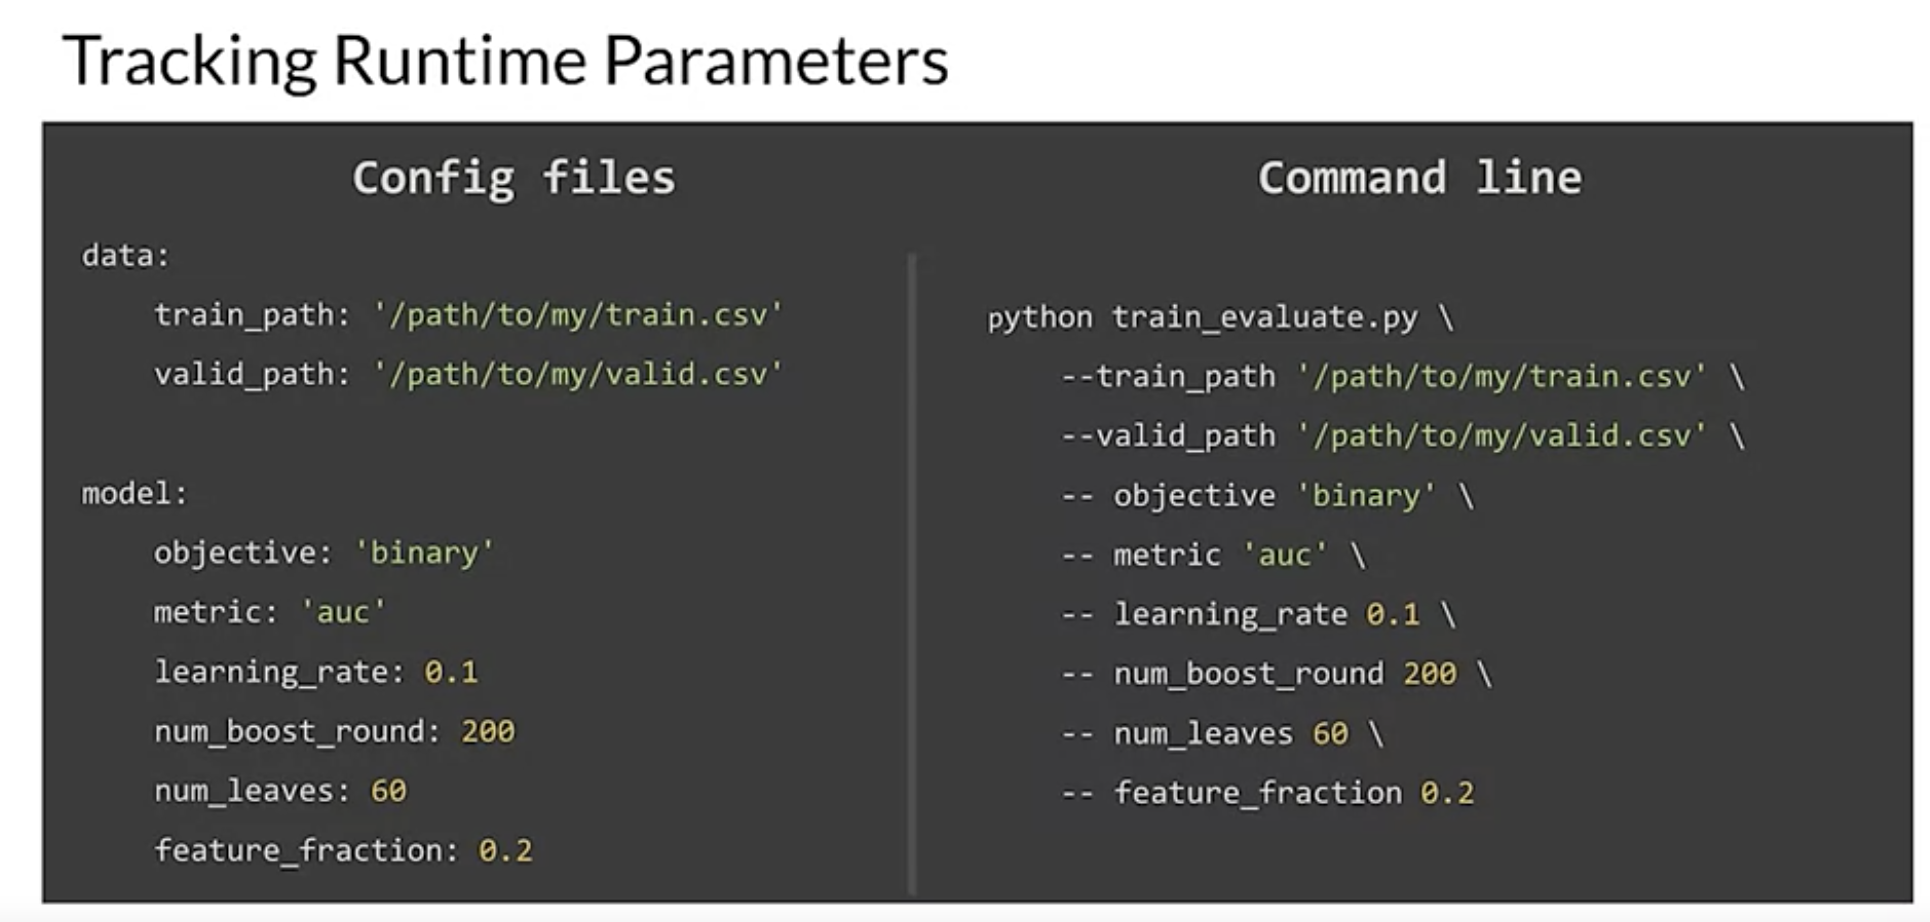 Tracking Runtime Parameters
Config files
data:
train_path: '/path/to/my/train.csv'
valid_path: '/path/to/my/valid.csv'
model:
objective: 'binary'
metric: 'auc'
learning_rate: 0.1
num_boost_round: 200
num_leaves: 60
feature_fraction: 0.2
Command line
python train_evaluate.py \
--train_path '/path/to/my/train.csv' \
--valid_path '/path/to/my/valid.csv' \
-- objective 'binary' \
-- metric 'auc' \
-- learning_rate 0.1 \
-- num_boost_round 200 \
-- num_leaves 60 \
-- feature_fraction 0.2